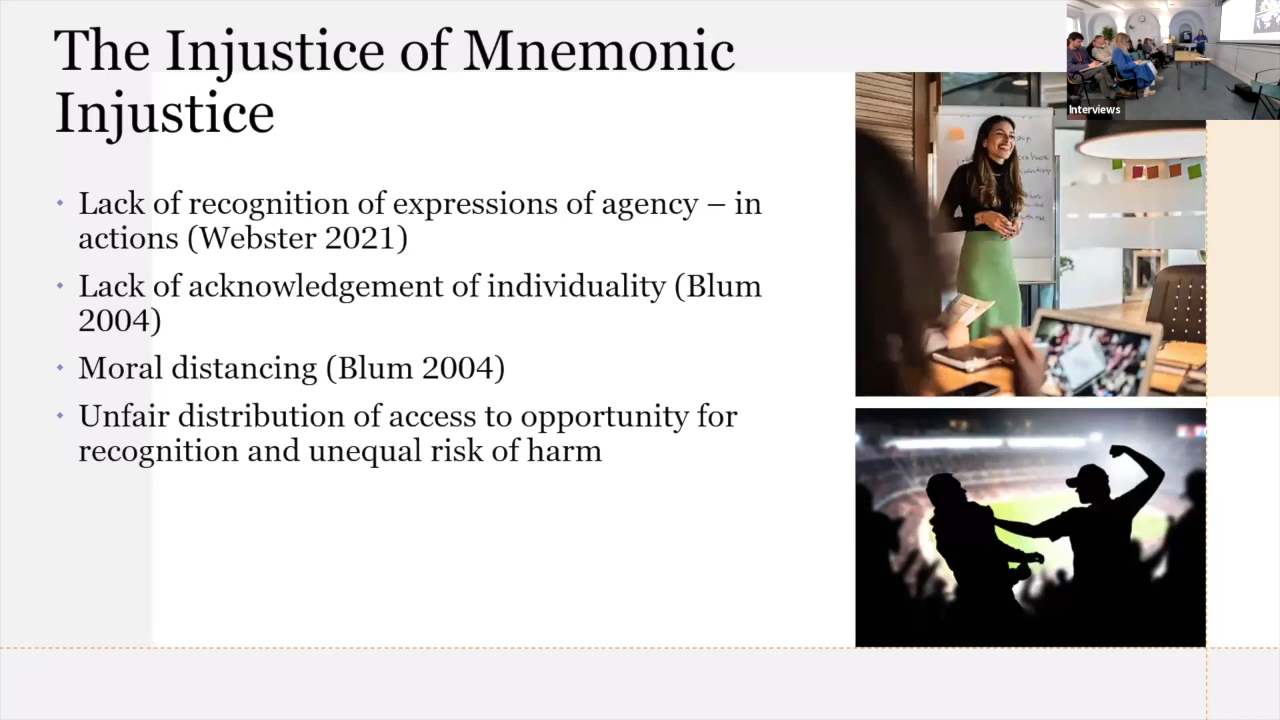 The Injustice of Mnemonic
Injustice
Interviews
• Lack of recognition of expressions of agency – in
actions (Webster 2021)
• Lack of acknowledgement of individuality (Blum
2004)
• Moral distancing (Blum 2004)
• Unfair distribution of access to opportunity for
recognition and unequal risk of harm